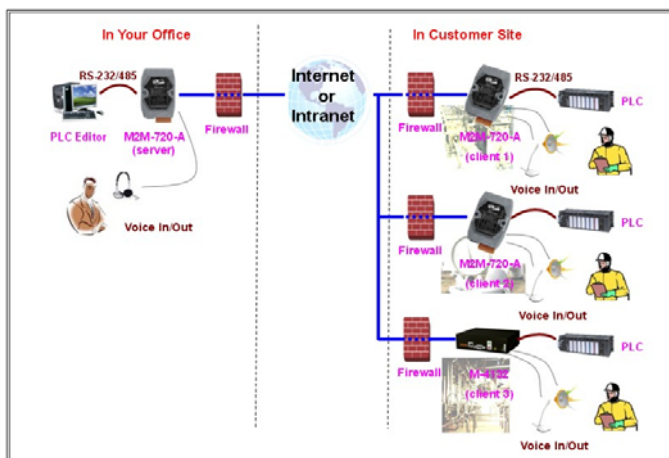 In Your Office
In Customer Site
RS-232/485
PLC Editor
M2M-720-A
(server)
Firewall
Voice In/Out
Internet
or
Intranet
Firewall
RS-232/485
M2M-720-A
(client 1)
PLC
Voice In/Out
Firewall
M2M-720-A
(client 2)
PLC
Voice In/Out
Firewall
(client 3)
PLC
Voice In/Out